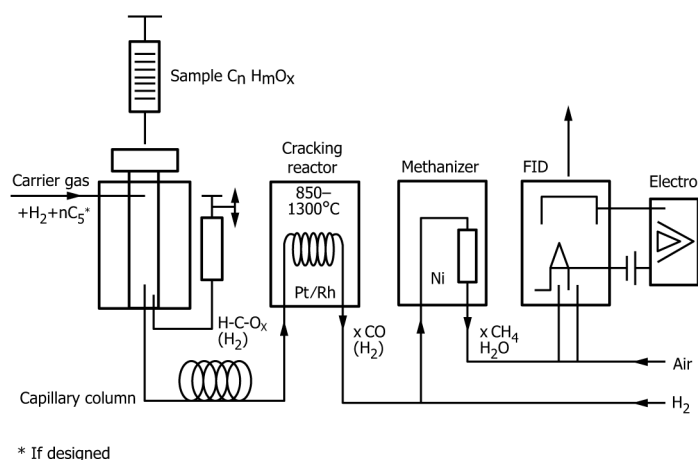 Sample Cn HmOx
Carrier gas
+H2+nC5*
Cracking
reactor
850–
1300°C
Pt/Rh
Methanizer
Ni
FID
Electro
H-C-Ox
(H2)
x CO
(H2)
x CH4
H2O
Air
H2
Capillary column
* If designed